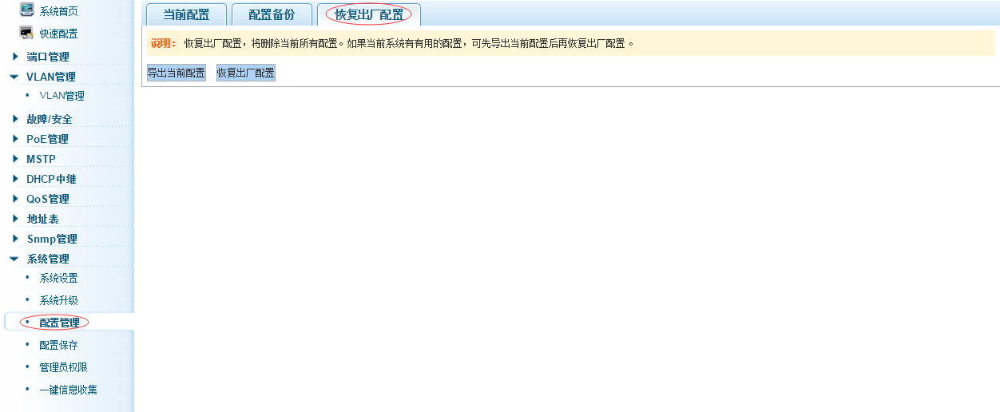 系统首页
快速配置
端口管理
VLAN管理
VLAN管理
故障/安全
PoE管理
MSTP
DHCP中继
QoS管理
地址表
Snmp管理
系统管理
系统设置
系统升级
配置管理
配置保存
管理员权限
一键信息收集
当前配置 配置备份 恢复出厂配置
说明： 恢复出厂配置，将删除当前所有配置。如果当前系统有有用的配置，可先导出当前配置后再恢复出厂配置 。
导出当前配置 恢复出厂配置